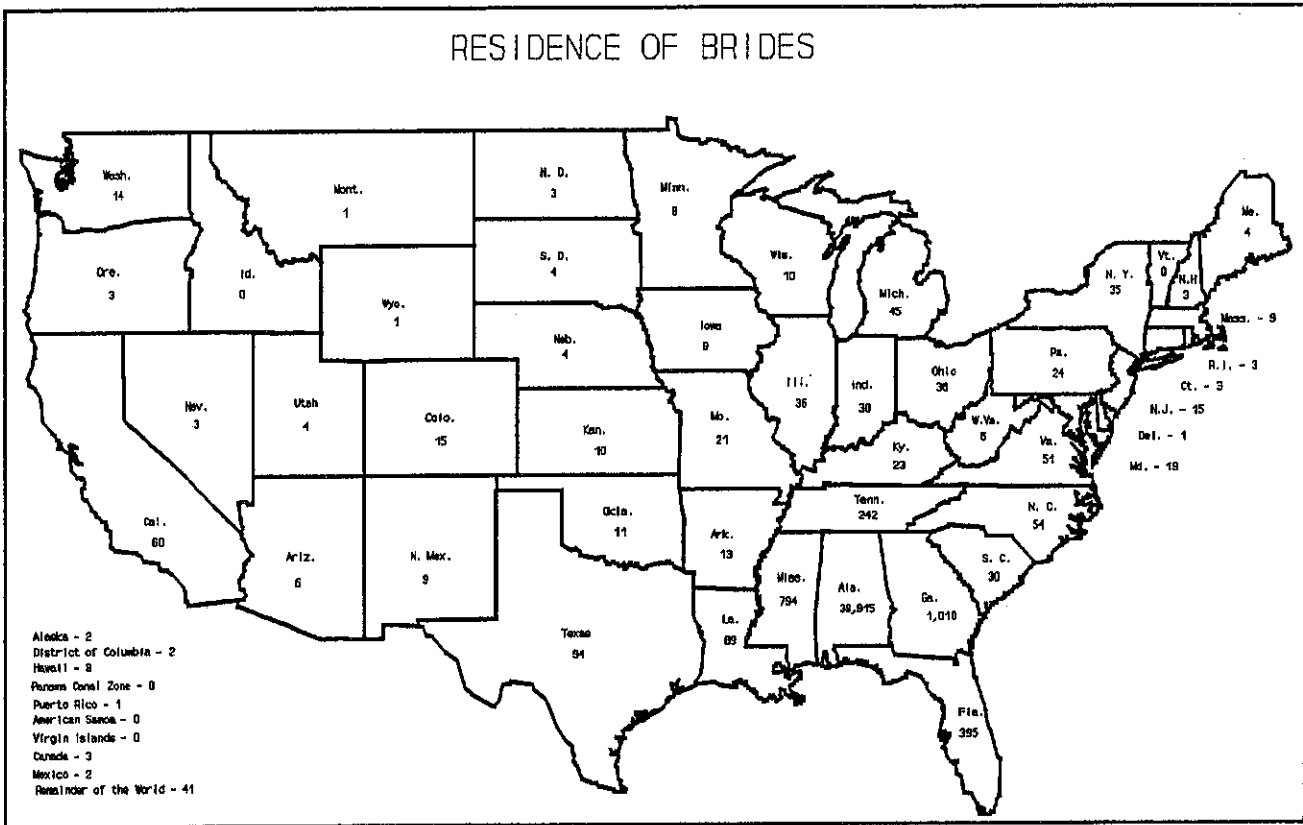 RESIDENCE OF BRIDES
Wash.
14
Mont.
1
N. D.
3
Minn.
8
Me.
4
Ore.
3
Id.
0
S. D.
4
Wis.
10
Mich.
45
N. Y.
35
Vt.
0
N.H
3
Wyo.
1
Neb.
4
Iowa
Mass. - 9
R.I. - 3
Ct. - 3
N.J. - 15
Del. - 1
Md. - 19
Nev.
3
Utah
4
Colo.
15
Kan.
10
Mo.
21
Ill.
36
Ind.
30
Ohio
Pa.
24
W.Va.
Ky.
23
Va.
51
Cal.
60
Ariz.
6
N. Mex.
9
Okla.
11
Ark.
13
Tenn.
242
N. C.
54
S. C.
30
Texas
94
La.
Miss.
794
Ala.
38,915
Ga.
1,010
Fla.
395
Alaska - 2
District of Columbia - 2
Hawaii -
Panama Canal Zone - 0
Puerto Rico - 1
American Samoa - 0
Virgin Islands - 0
Canada - 3
Mexico - 2
Remainder of the World - 41